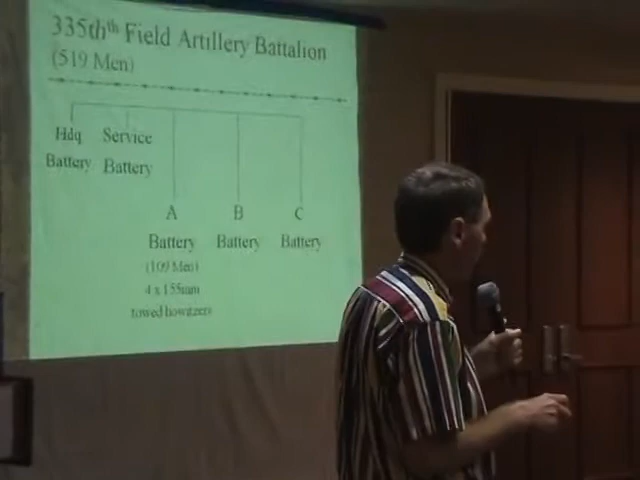 335th th Field Artillery Battalion
(519 Men)
Hdq Service
Battery Battery
A B C
Battery Battery Battery
(109 Men)
4 x 155mm
towed howitzers